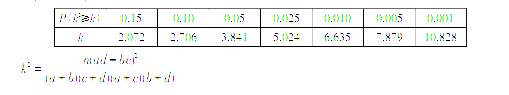 P(k²≥k) 0.15 0.10 0.05 0.025 0.010 0.005 0.001
k 2.072 2.706 3.841 5.024 6.635 7.879 10.828
k² = n(ad − bc)² / (a + b)(c + d)(a + c)(b + d)